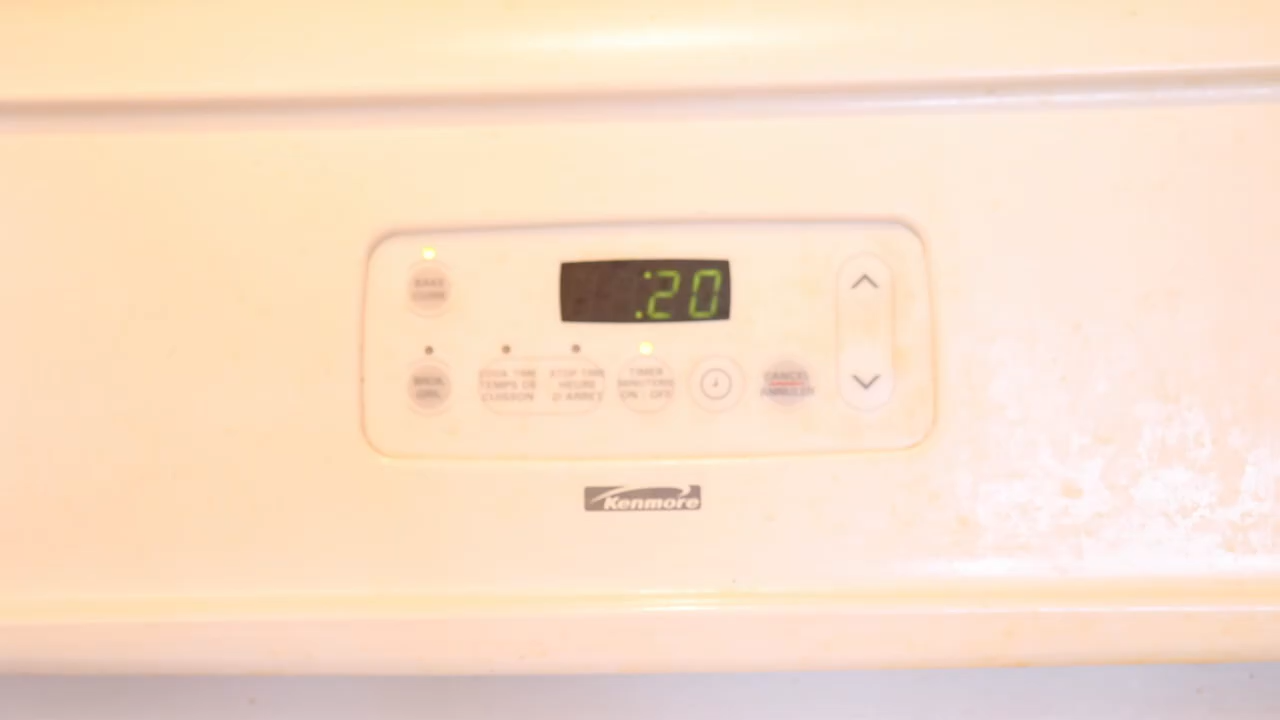 :20
BAKE
CUIRE
BROIL
GRIL
COOK TIME
TEMPS DE
CUISSON
STOP TIME
HEURE
D'ARRÊT
TIMER
MINUTERIE
ON / OFF
CANCEL
ANNULER
Kenmore